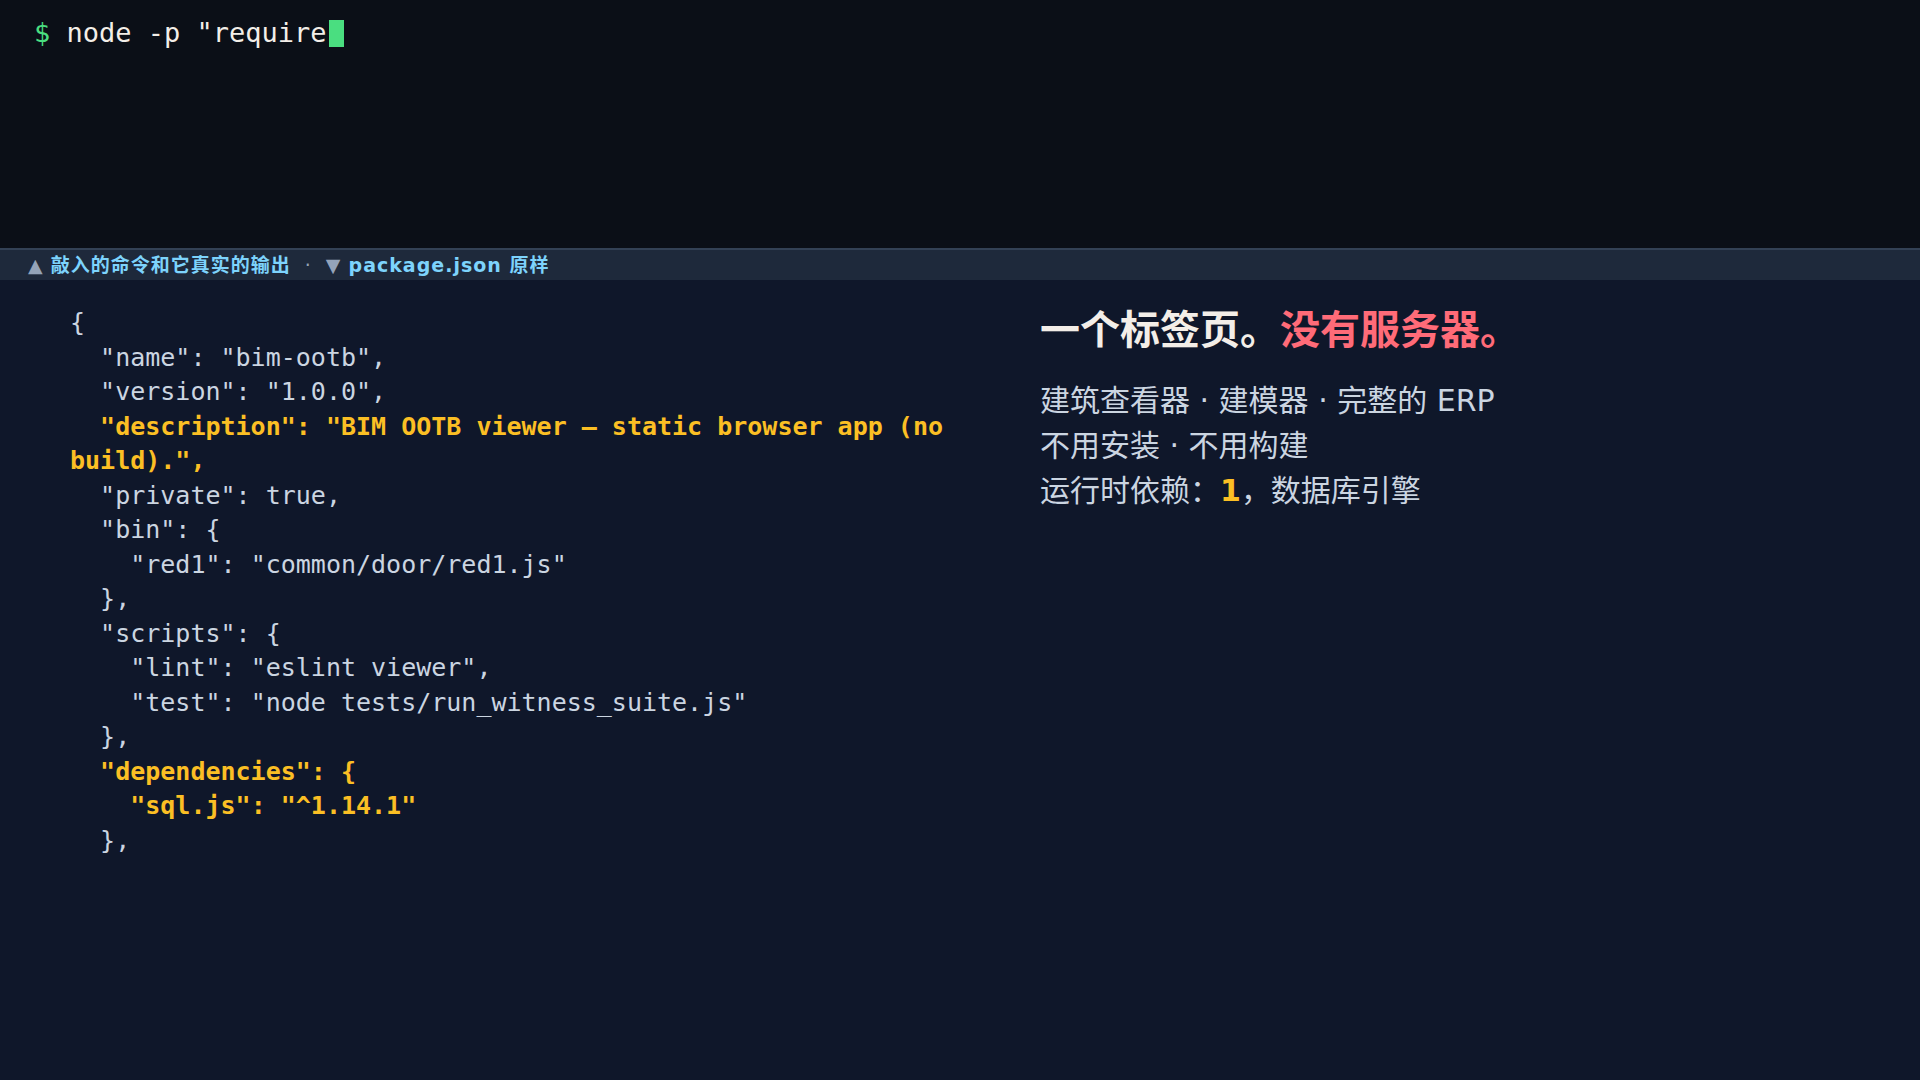 $ node -p "require
▲ 敲入的命令和它真实的输出 · ▼ package.json 原样
{
  "name": "bim-ootb",
  "version": "1.0.0",
  "description": "BIM OOTB viewer — static browser app (no
build).",
  "private": true,
  "bin": {
    "red1": "common/door/red1.js"
  },
  "scripts": {
    "lint": "eslint viewer",
    "test": "node tests/run_witness_suite.js"
  },
  "dependencies": {
    "sql.js": "^1.14.1"
  },
一个标签页。没有服务器。
建筑查看器 · 建模器 · 完整的 ERP
不用安装 · 不用构建
运行时依赖：1，数据库引擎